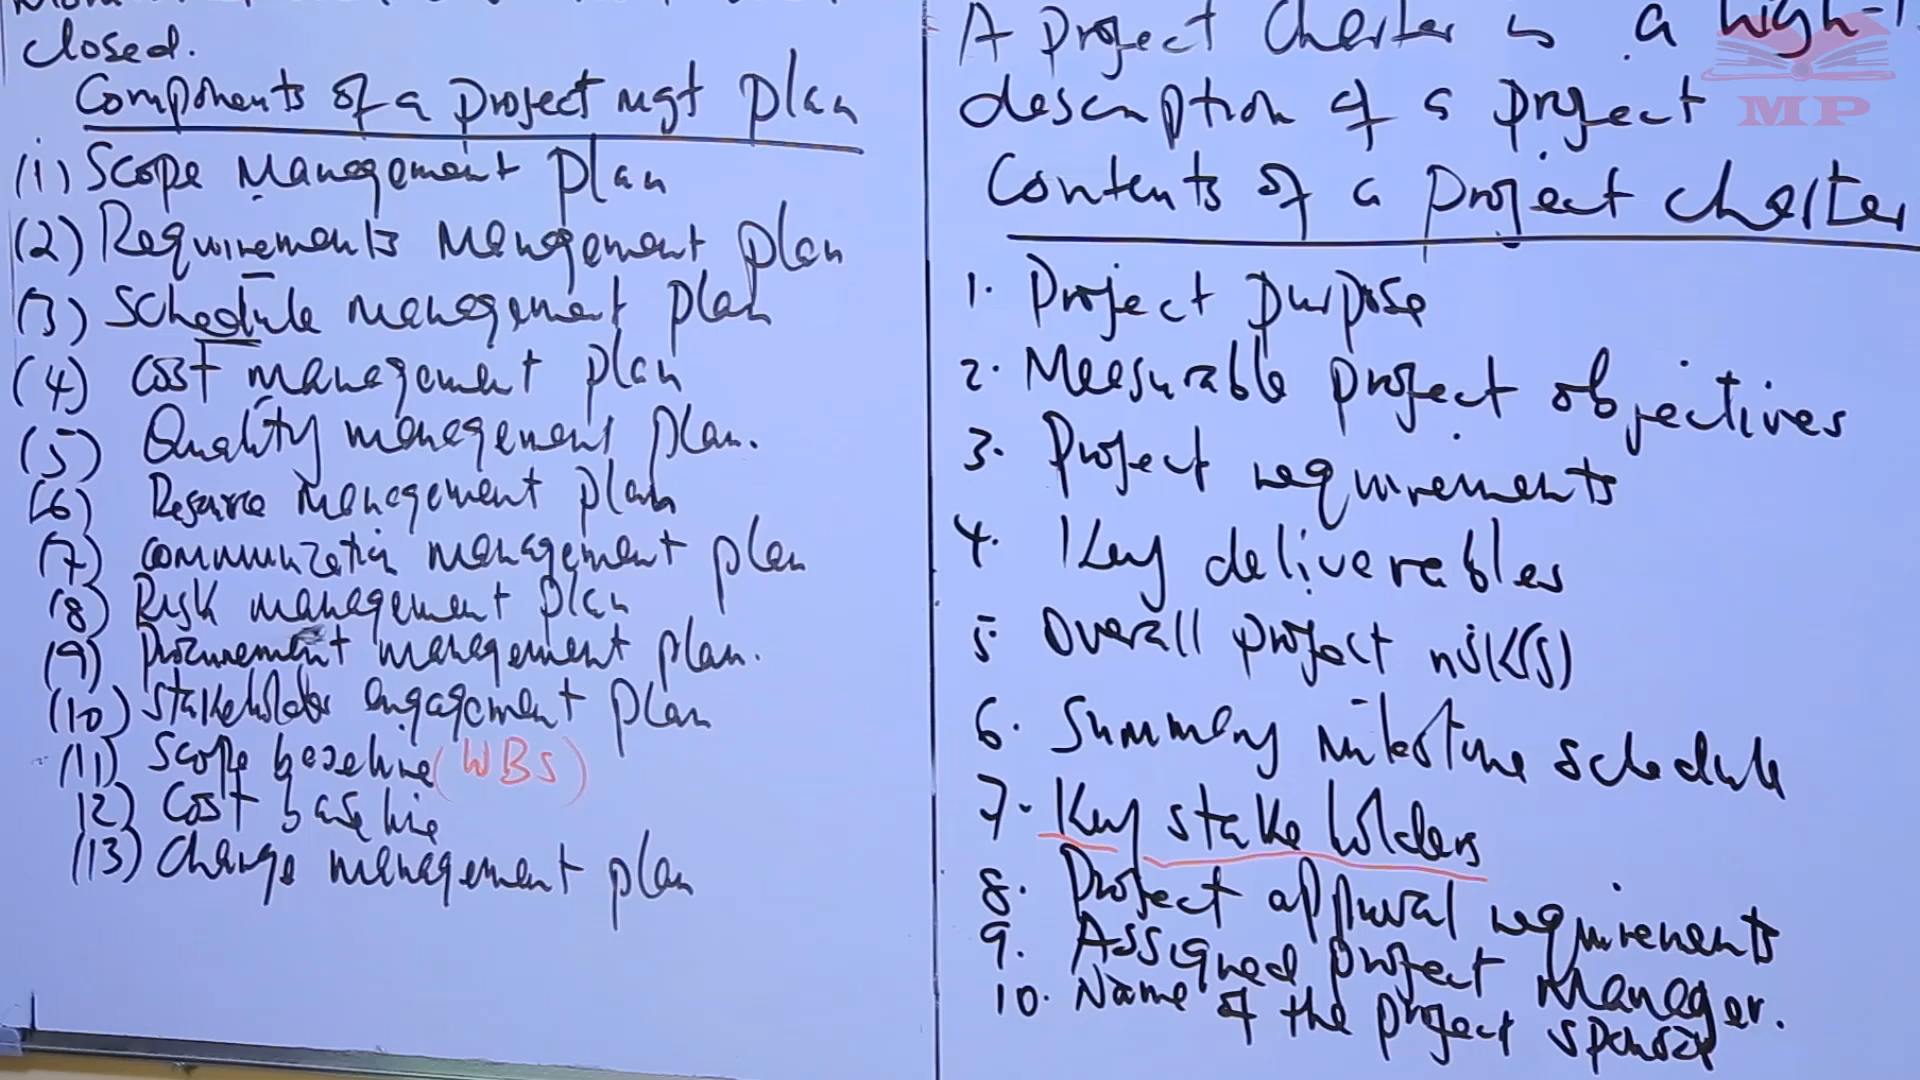 closed.
Components of a project mgt plan
(1) Scope Management plan
(2) Requirements Management plan
(3) Schedule management plan
(4) Cost management plan
(5) Quality management plan.
(6) Resource management plan
(7) Communication management plan
(8) Risk management plan
(9) Procurement management plan.
(10) Stakeholder engagement plan
(11) Scope baseline (WBS)
12) Cost baseline
(13) Change management plan
A project charter is a high-
description of a project
Contents of a project charter
1. Project purpose
2. Measurable project objectives
3. Project requirements
4. Key deliverables
5. Overall project risk(s)
6. Summary milestone schedule
7. Key stakeholders
8. Project approval requirements
9. Assigned project Manager.
10. Name of the project sponsor
MP